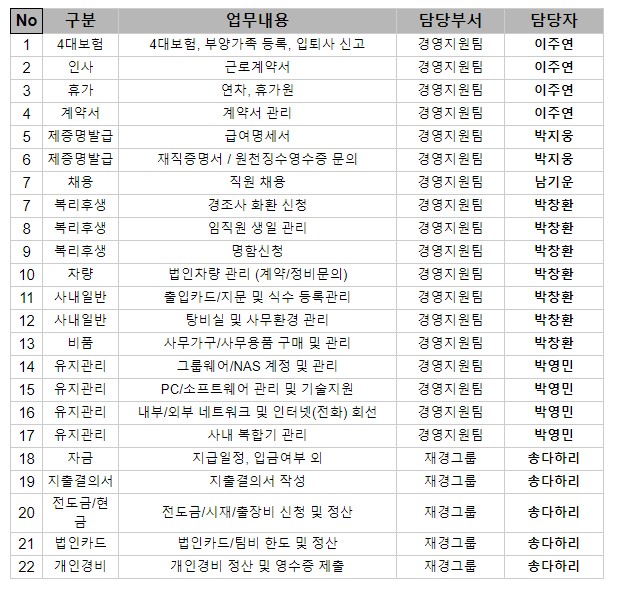 No 구분 업무내용 담당부서 담당자
1 4대보험 4대보험, 부양가족 등록, 입퇴사 신고 경영지원팀 이주연
2 인사 근로계약서 경영지원팀 이주연
3 휴가 연차, 휴가원 경영지원팀 이주연
4 계약서 계약서 관리 경영지원팀 이주연
5 제증명발급 급여명세서 경영지원팀 박지웅
6 제증명발급 재직증명서 / 원천징수영수증 문의 경영지원팀 박지웅
7 채용 직원 채용 경영지원팀 남기운
7 복리후생 경조사 화환 신청 경영지원팀 박창환
8 복리후생 임직원 생일 관리 경영지원팀 박창환
9 복리후생 명함신청 경영지원팀 박창환
10 차량 법인차량 관리 (계약/정비문의) 경영지원팀 박창환
11 사내일반 출입카드/지문 및 식수 등록관리 경영지원팀 박창환
12 사내일반 탕비실 및 사무환경 관리 경영지원팀 박창환
13 비품 사무가구/사무용품 구매 및 관리 경영지원팀 박창환
14 유지관리 그룹웨어/NAS 계정 및 관리 경영지원팀 박영민
15 유지관리 PC/소프트웨어 관리 및 기술지원 경영지원팀 박영민
16 유지관리 내부/외부 네트워크 및 인터넷(전화) 회선 경영지원팀 박영민
17 유지관리 사내 복합기 관리 경영지원팀 박영민
18 자금 지급일정, 입금여부 외 재경그룹 송다하리
19 지출결의서 지출결의서 작성 재경그룹 송다하리
20 전도금/현
금 전도금/시재/출장비 신청 및 정산 재경그룹 송다하리
21 법인카드 법인카드/팀비 한도 및 정산 재경그룹 송다하리
22 개인경비 개인경비 정산 및 영수증 제출 재경그룹 송다하리